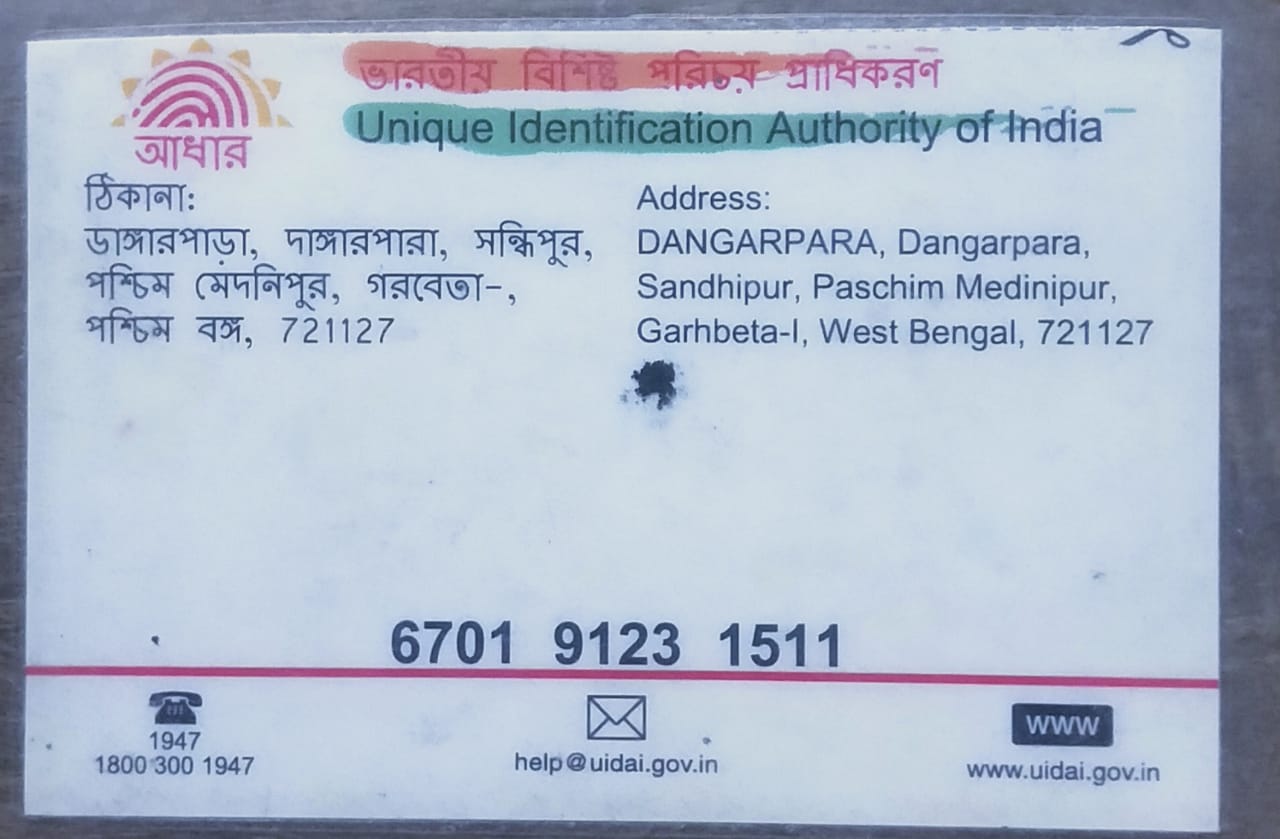 ভারতীয় বিশিষ্ট পরিচয় প্রাধিকরণ
Unique Identification Authority of India
আধার
ঠিকানা:
ডাঙ্গারপাড়া, দাঙ্গারপারা, সন্ধিপুর,
পশ্চিম মেদনিপুর, গরবেতা-,
পশ্চিম বঙ্গ, 721127
Address:
DANGARPARA, Dangarpara,
Sandhipur, Paschim Medinipur,
Garhbeta-I, West Bengal, 721127
6701 9123 1511
1947
1800 300 1947
help@uidai.gov.in
www
www.uidai.gov.in